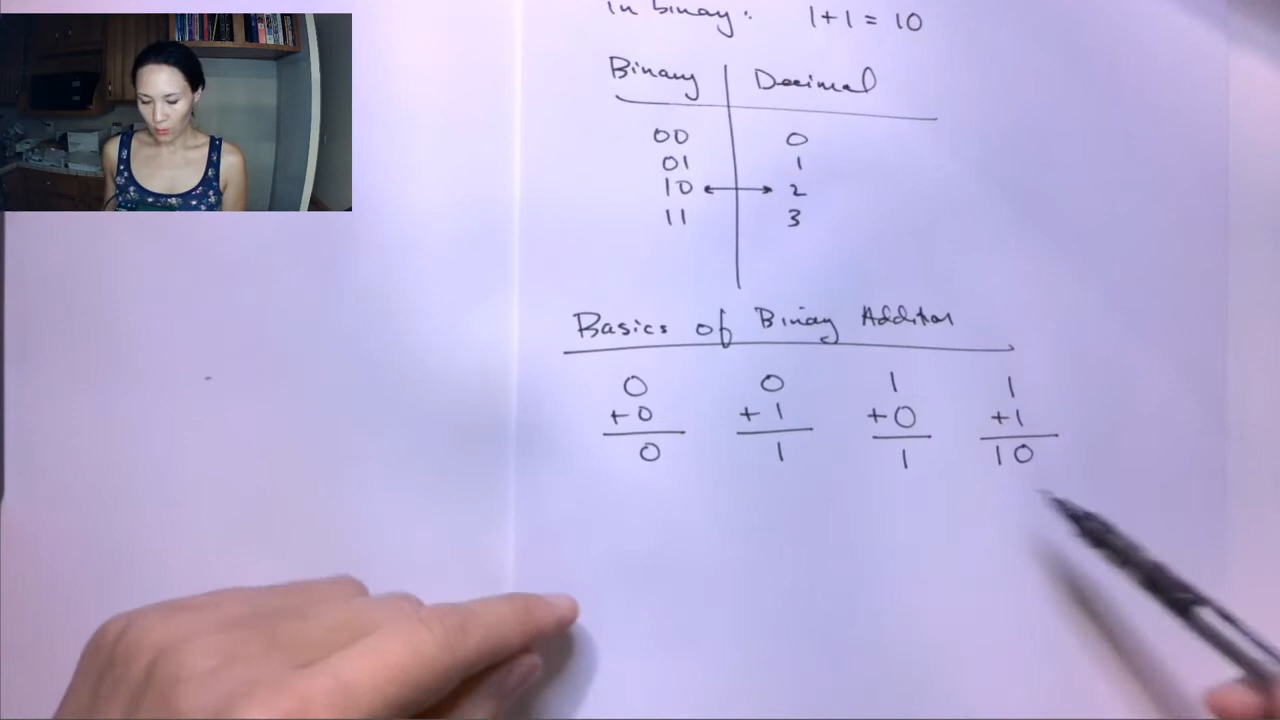 in binary: 1+1 = 10
Binary Decimal
00 0
01 1
10 2
11 3
Basics of Binary Addition
0 0 1 1
+0 +1 +0 +1
0 1 1 10